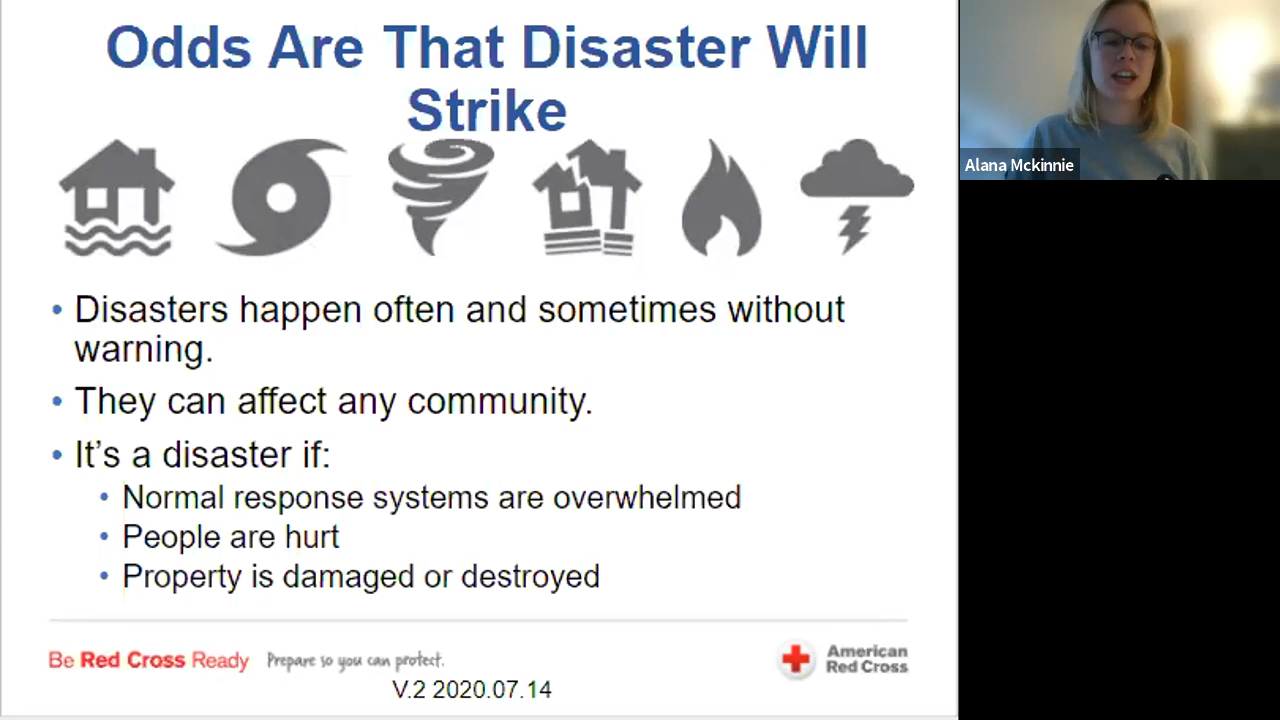 Odds Are That Disaster Will
Strike
• Disasters happen often and sometimes without
warning.
• They can affect any community.
• It’s a disaster if:
• Normal response systems are overwhelmed
• People are hurt
• Property is damaged or destroyed
Be Red Cross Ready Prepare so you can protect.
American
Red Cross
V.2 2020.07.14
Alana Mckinnie